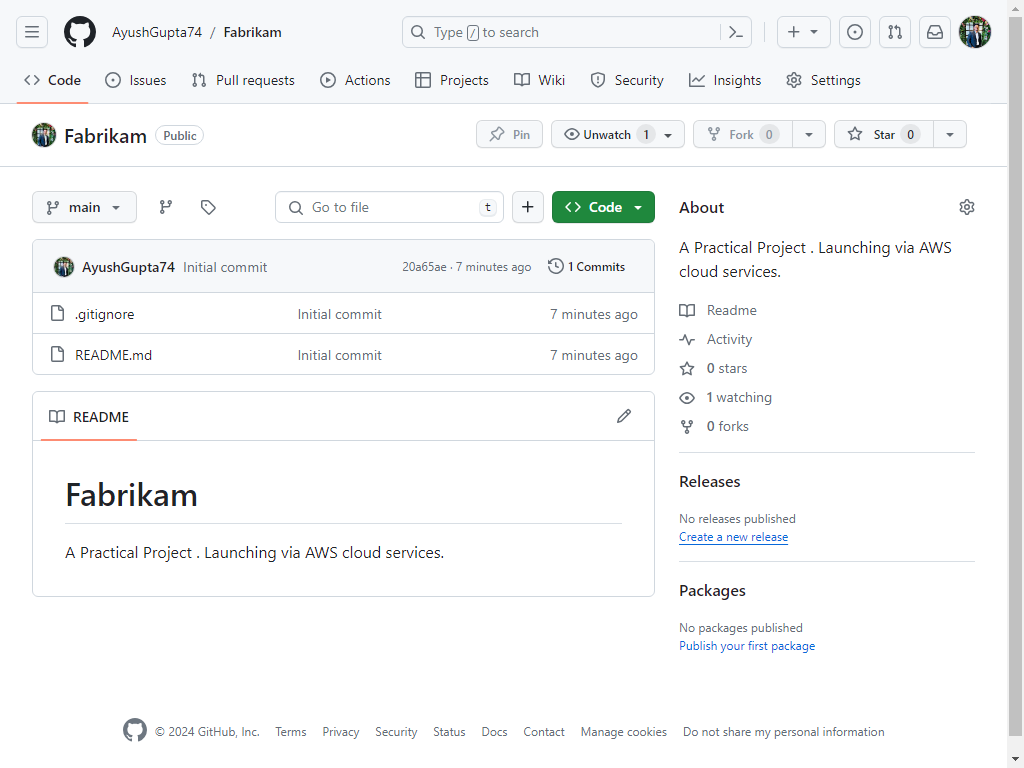 AyushGupta74 / Fabrikam
Type / to search
Code Issues Pull requests Actions Projects Wiki Security Insights Settings
Fabrikam Public
Pin Unwatch 1 Fork 0 Star 0
main Go to file t + Code
AyushGupta74 Initial commit 20a65ae · 7 minutes ago 1 Commits
.gitignore Initial commit 7 minutes ago
README.md Initial commit 7 minutes ago
README
Fabrikam
A Practical Project . Launching via AWS cloud services.
About
A Practical Project . Launching via AWS
cloud services.
Readme
Activity
0 stars
1 watching
0 forks
Releases
No releases published
Create a new release
Packages
No packages published
Publish your first package
© 2024 GitHub, Inc. Terms Privacy Security Status Docs Contact Manage cookies Do not share my personal information